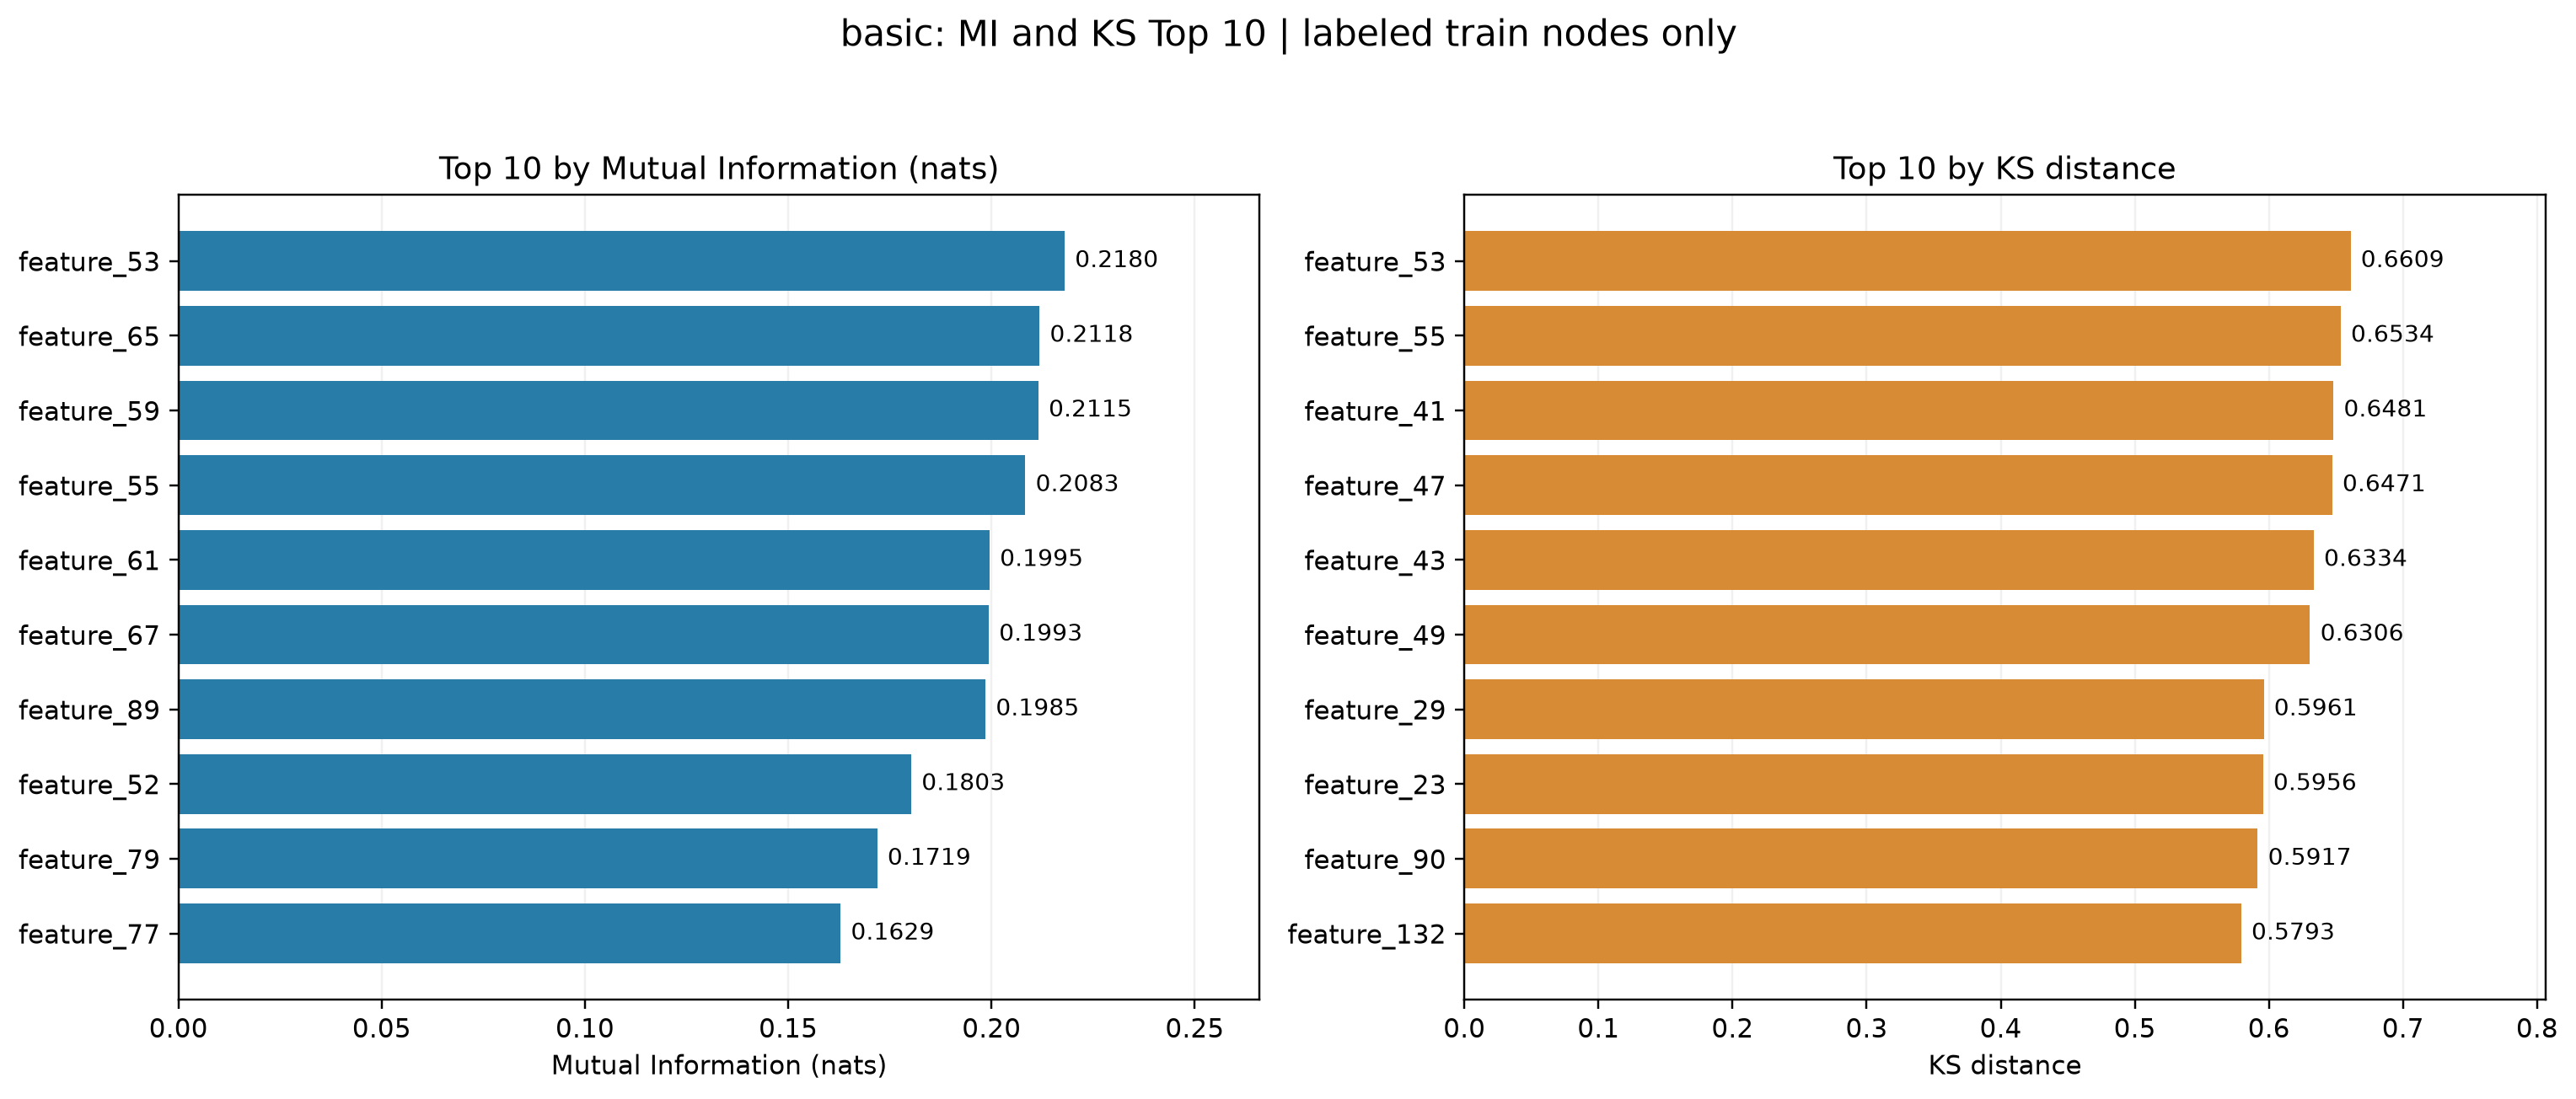 basic: MI and KS Top 10 | labeled train nodes only
Top 10 by Mutual Information (nats)
feature_53 0.2180
feature_65 0.2118
feature_59 0.2115
feature_55 0.2083
feature_61 0.1995
feature_67 0.1993
feature_89 0.1985
feature_52 0.1803
feature_79 0.1719
feature_77 0.1629
0.00 0.05 0.10 0.15 0.20 0.25
Mutual Information (nats)
Top 10 by KS distance
feature_53 0.6609
feature_55 0.6534
feature_41 0.6481
feature_47 0.6471
feature_43 0.6334
feature_49 0.6306
feature_29 0.5961
feature_23 0.5956
feature_90 0.5917
feature_132 0.5793
0.0 0.1 0.2 0.3 0.4 0.5 0.6 0.7 0.8
KS distance